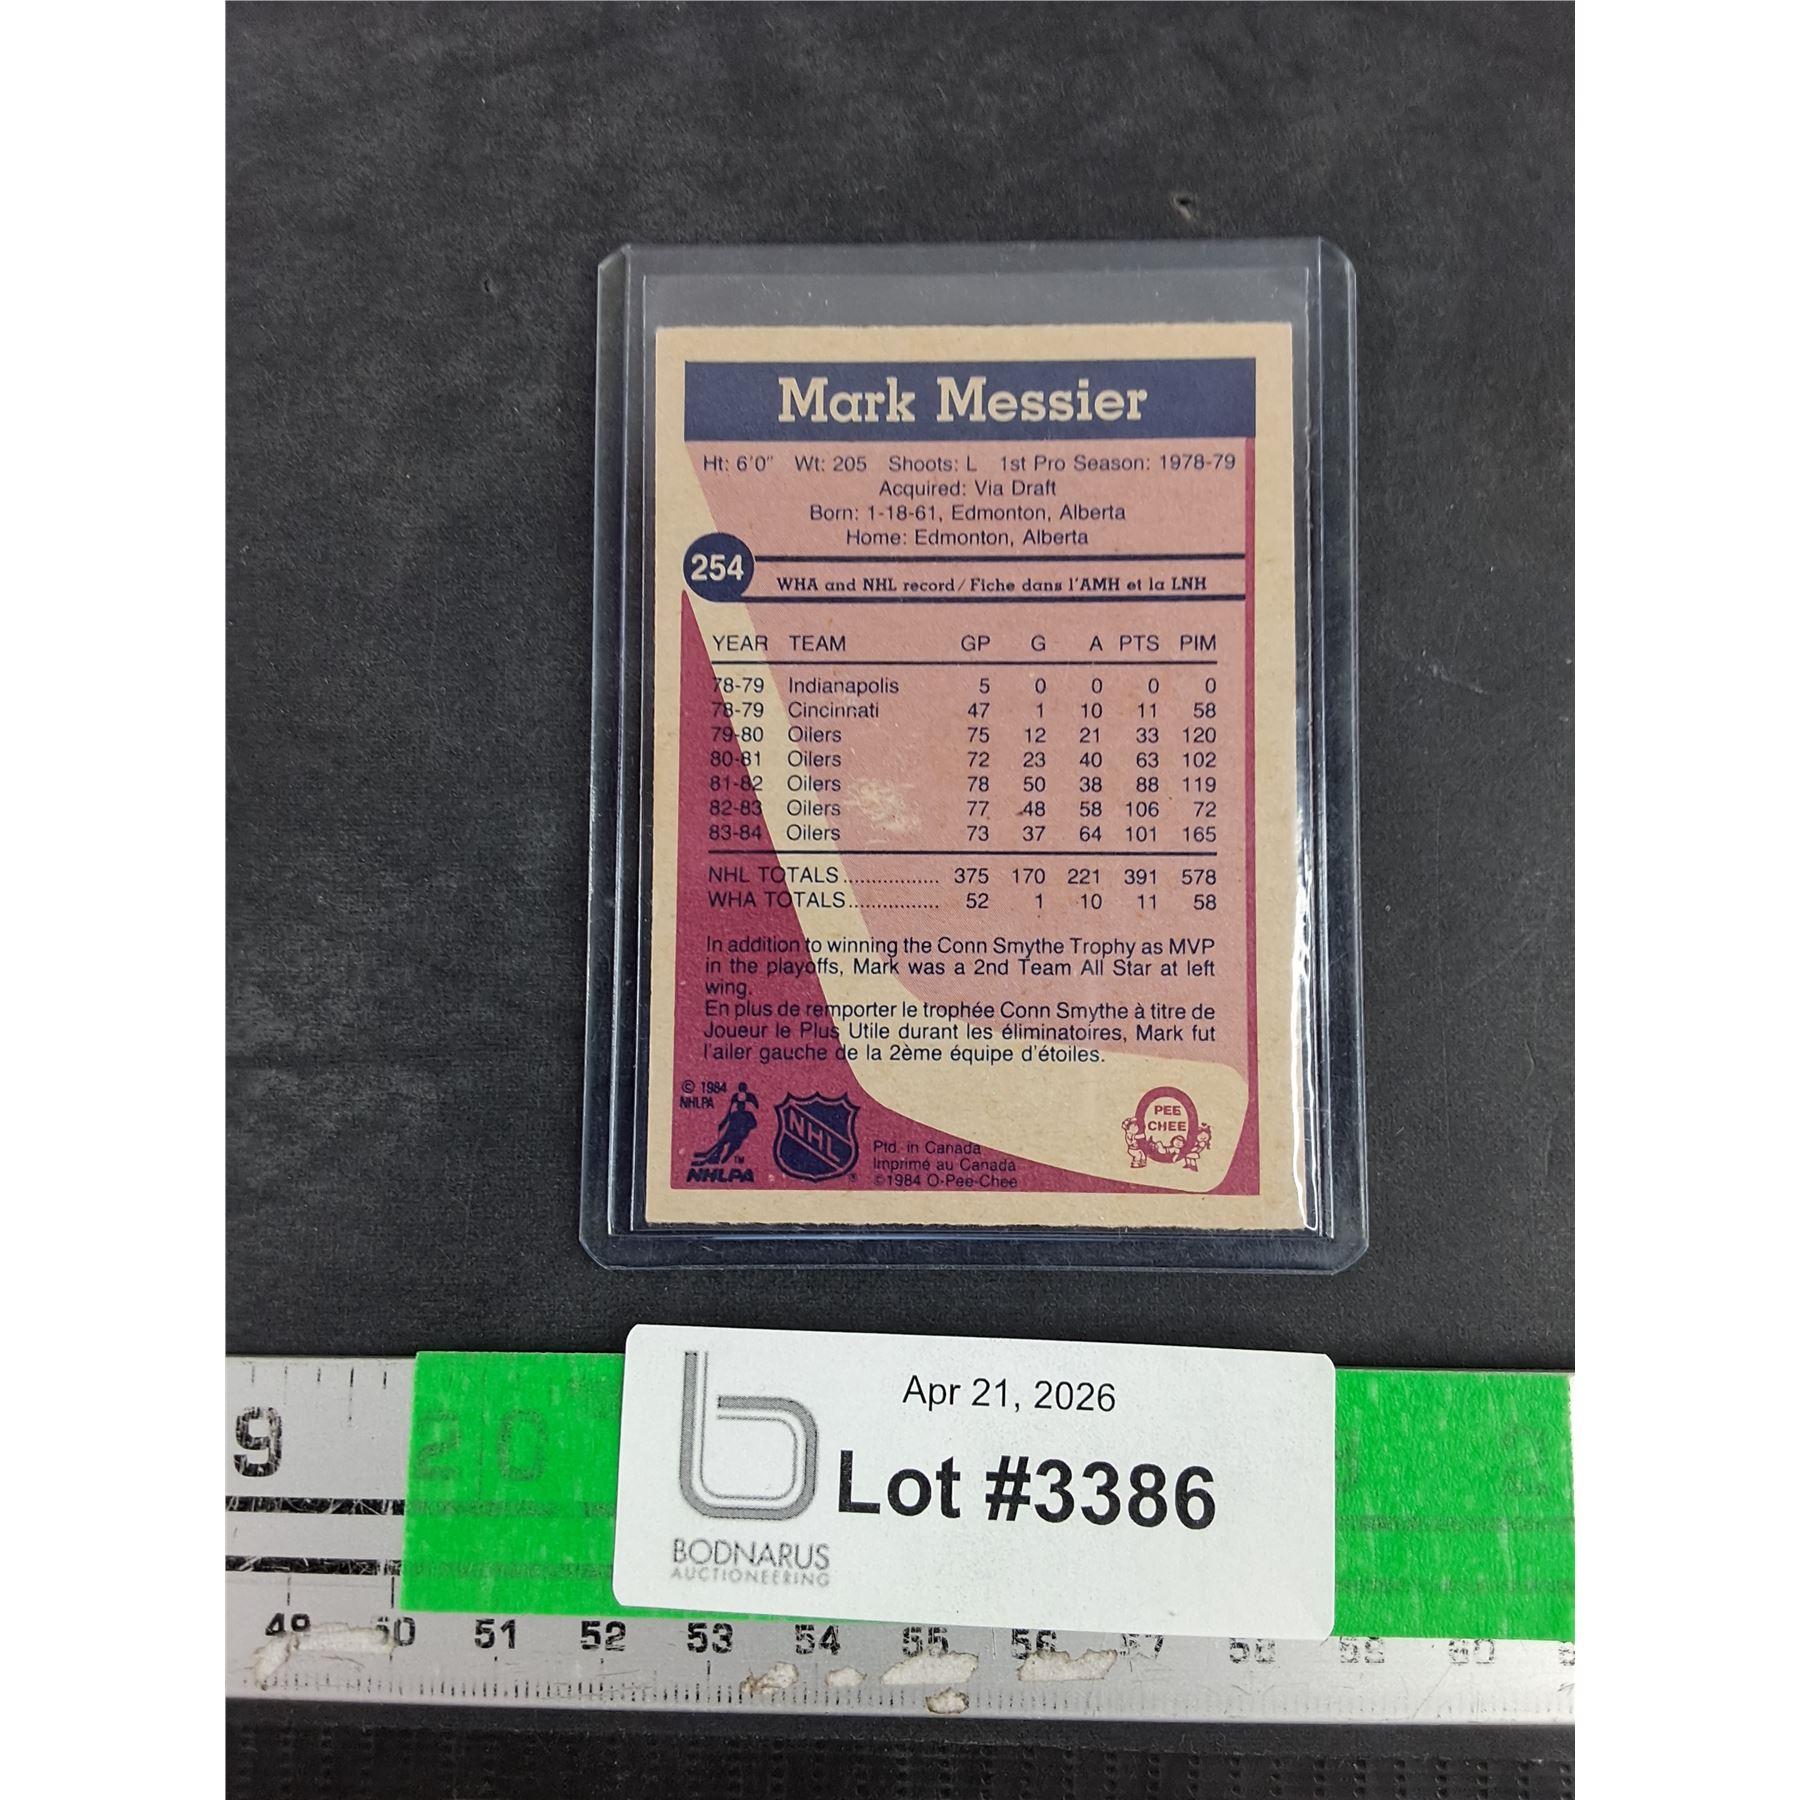 Mark Messier
Ht: 6'0" Wt: 205 Shoots: L 1st Pro Season: 1978-79
Acquired: Via Draft
Born: 1-18-61, Edmonton, Alberta
Home: Edmonton, Alberta
254
WHA and NHL record/Fiche dans l'AMH et la LNH
YEAR TEAM GP G A PTS PIM
78-79 Indianapolis 5 0 0 0 0
78-79 Cincinnati 47 1 10 11 58
79-80 Oilers 75 12 21 33 120
80-81 Oilers 72 23 40 63 102
81-82 Oilers 78 50 38 88 119
82-83 Oilers 77 48 58 106 72
83-84 Oilers 73 37 64 101 165
NHL TOTALS................. 375 170 221 391 578
WHA TOTALS................ 52 1 10 11 58
In addition to winning the Conn Smythe Trophy as MVP
in the playoffs, Mark was a 2nd Team All Star at left
wing.
En plus de remporter le trophée Conn Smythe à titre de
Joueur le Plus Utile durant les éliminatoires, Mark fut
l'ailer gauche de la 2ème équipe d'étoiles.
© 1984
NHLPA
NHL
TM
NHLPA
®
Ptd. in Canada
Imprimé au Canada
©1984 O-Pee-Chee
PEE
CHEE
Apr 21, 2026
Lot #3386
BODNARUS
AUCTIONEERING
9 20
49 50 51 52 53 54 55 56 57 58 59 60